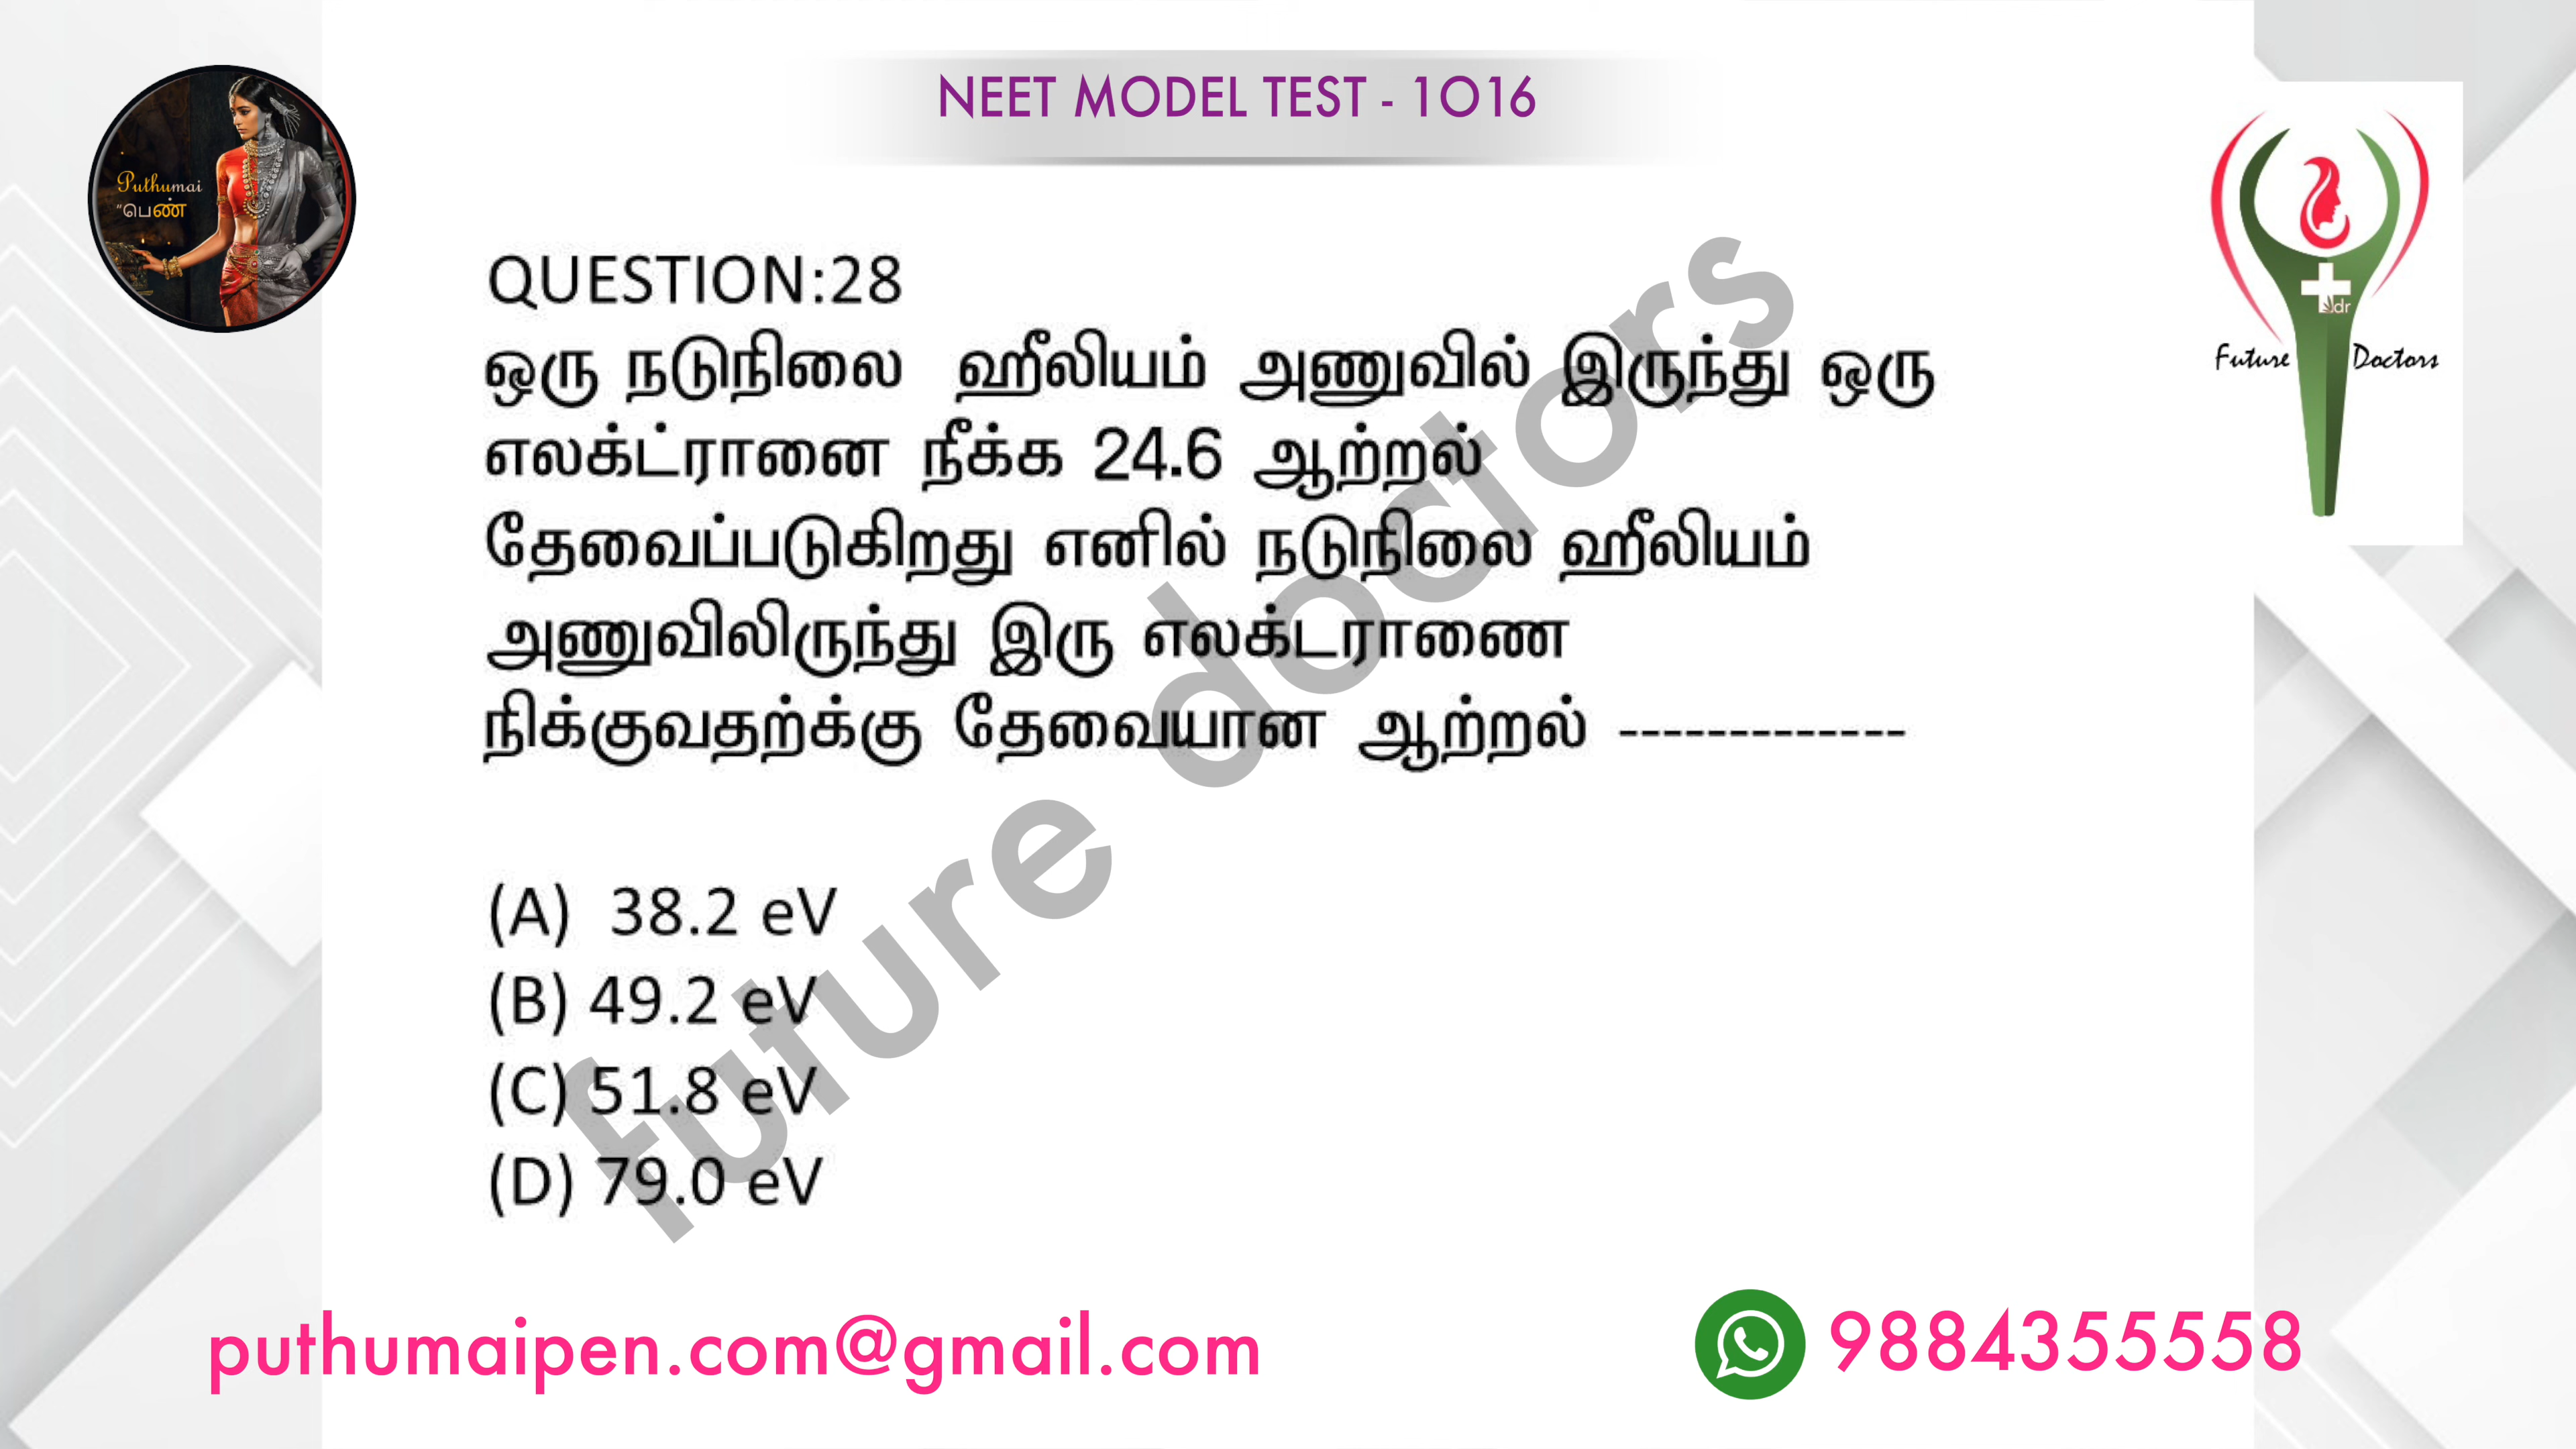 NEET MODEL TEST - 1O16
Puthumai
"பெண்
QUESTION:28
ஒரு நடுநிலை ஹீலியம் அணுவில் இருந்து ஒரு
எலக்ட்ரானை நீக்க 24.6 ஆற்றல்
தேவைப்படுகிறது எனில் நடுநிலை ஹீலியம்
அணுவிலிருந்து இரு எலக்டராணை
நிக்குவதற்க்கு தேவையான ஆற்றல் -------------
(A) 38.2 eV
(B) 49.2 eV
(C) 51.8 eV
(D) 79.0 eV
future doctors
dr
Future Doctors
puthumaipen.com@gmail.com
9884355558